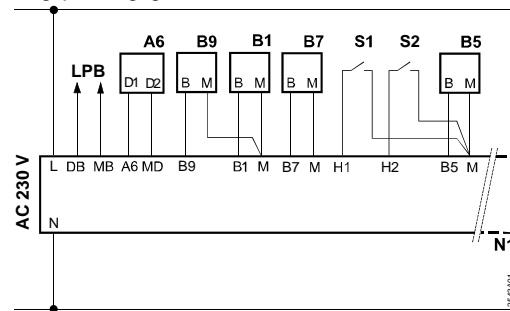 A6 B9 B1 B7 S1 S2 B5
LPB
D1 D2 B M B M B M B M
L DB MB A6 MD B9 B1 M B7 M H1 H2 B5 M
AC 230 V
N
N1